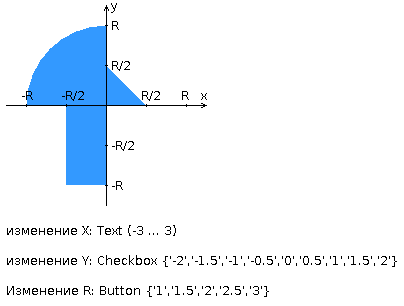 y
R
R/2
-R
-R/2
R/2
R
x
-R/2
-R
изменение X: Text (-3 ... 3)
изменение Y: Checkbox {'-2','-1.5','-1','-0.5','0','0.5','1','1.5','2'}
Изменение R: Button {'1','1.5','2','2.5','3'}